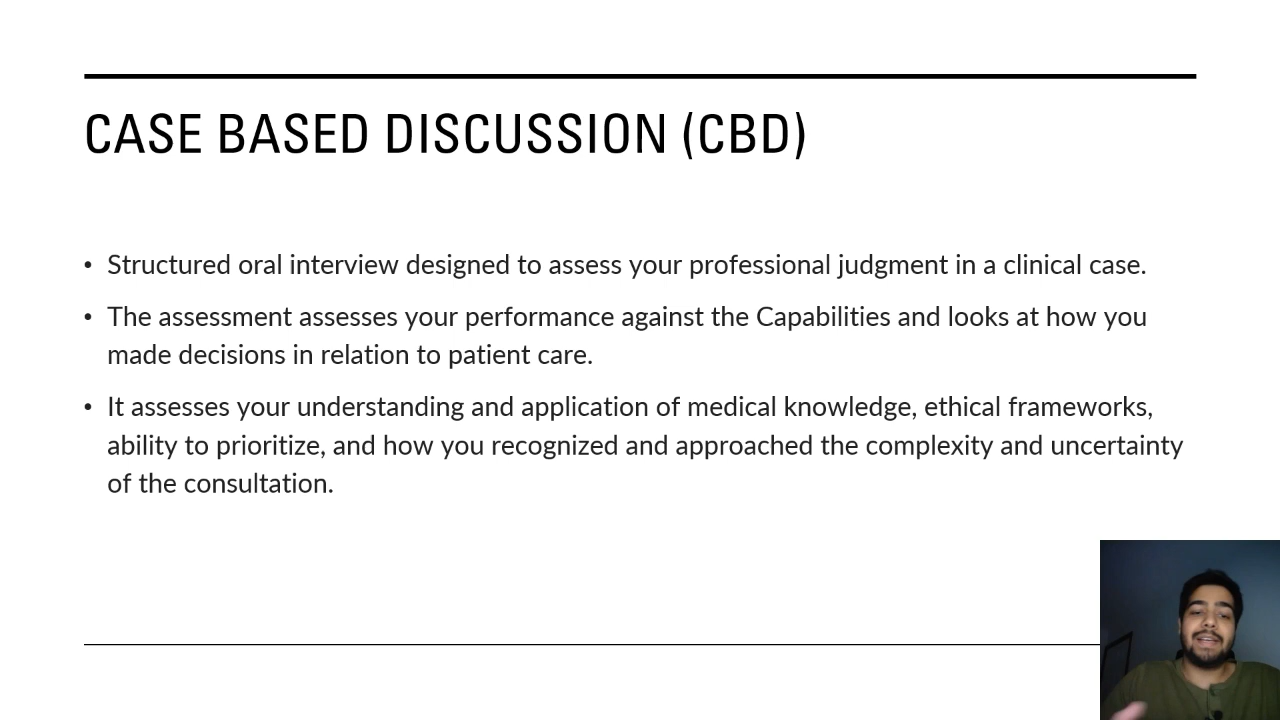 CASE BASED DISCUSSION (CBD)
• Structured oral interview designed to assess your professional judgment in a clinical case.
• The assessment assesses your performance against the Capabilities and looks at how you
made decisions in relation to patient care.
• It assesses your understanding and application of medical knowledge, ethical frameworks,
ability to prioritize, and how you recognized and approached the complexity and uncertainty
of the consultation.